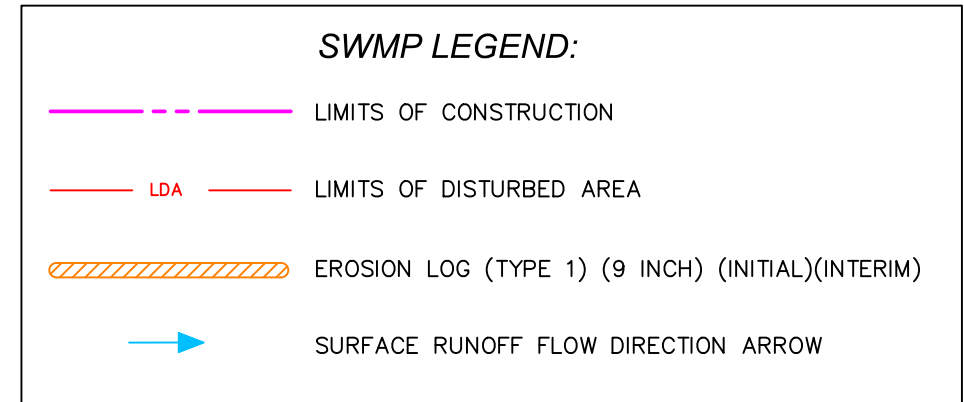 SWMP LEGEND:
LIMITS OF CONSTRUCTION
LDA LIMITS OF DISTURBED AREA
EROSION LOG (TYPE 1) (9 INCH) (INITIAL)(INTERIM)
SURFACE RUNOFF FLOW DIRECTION ARROW